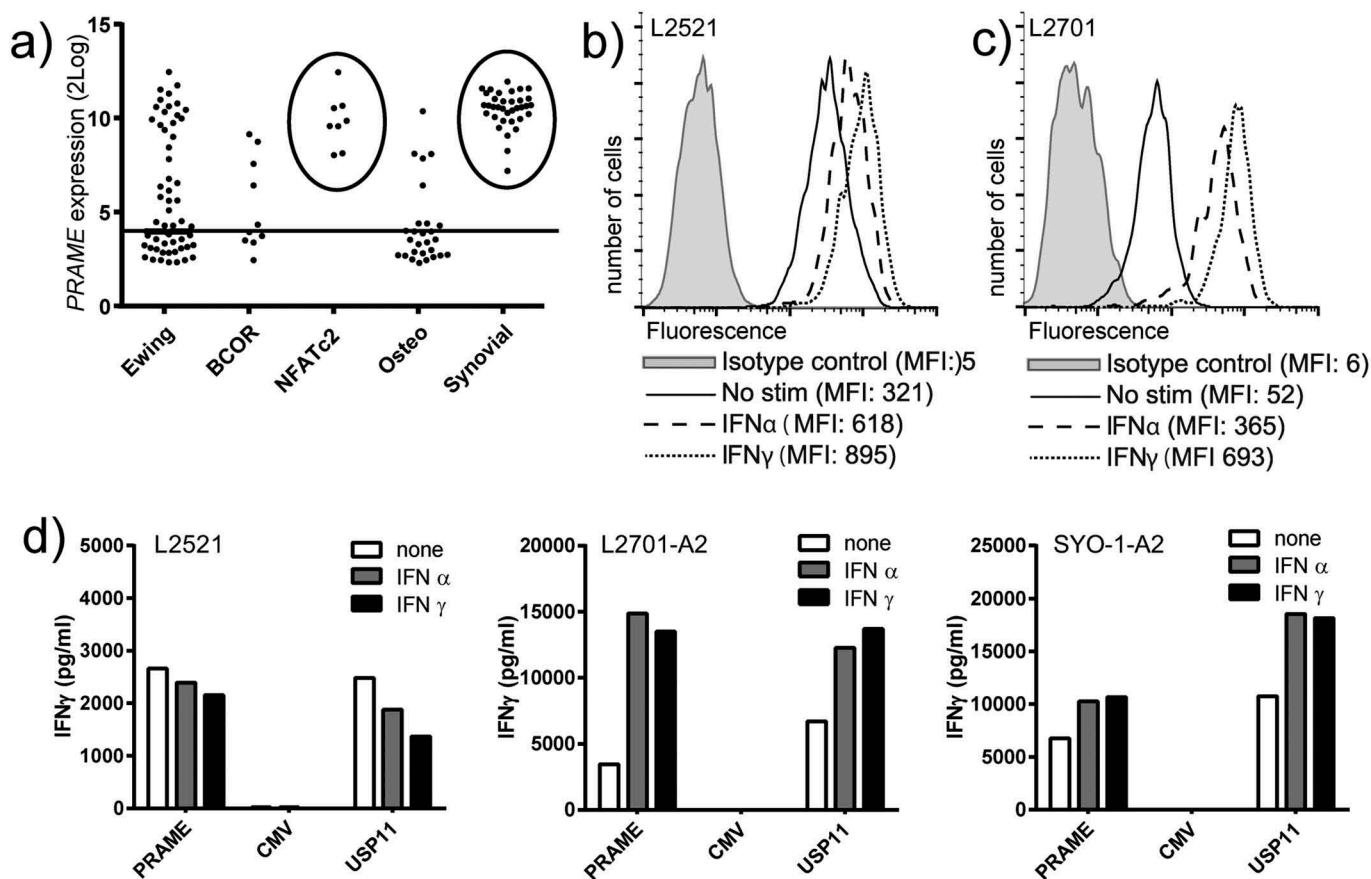 a)
PRAME expression (2Log)
15
10
5
0
Ewing
BCOR
NFATc2
Osteo
Synovial
b)
L2521
number of cells
Fluorescence
Isotype control (MFI:)5
No stim (MFI: 321)
IFNα (MFI: 618)
IFNγ (MFI: 895)
c)
L2701
number of cells
Fluorescence
Isotype control (MFI: 6)
No stim (MFI: 52)
IFNα (MFI: 365)
IFNγ (MFI 693)
d)
L2521
none
IFN α
IFN γ
IFNγ (pg/ml)
5000
4000
3000
2000
1000
0
PRAME
CMV
USP11
L2701-A2
none
IFN α
IFN γ
IFNγ (pg/ml)
20000
15000
10000
5000
0
PRAME
CMV
USP11
SYO-1-A2
none
IFN α
IFN γ
IFNγ (pg/ml)
25000
20000
15000
10000
5000
0
PRAME
CMV
USP11